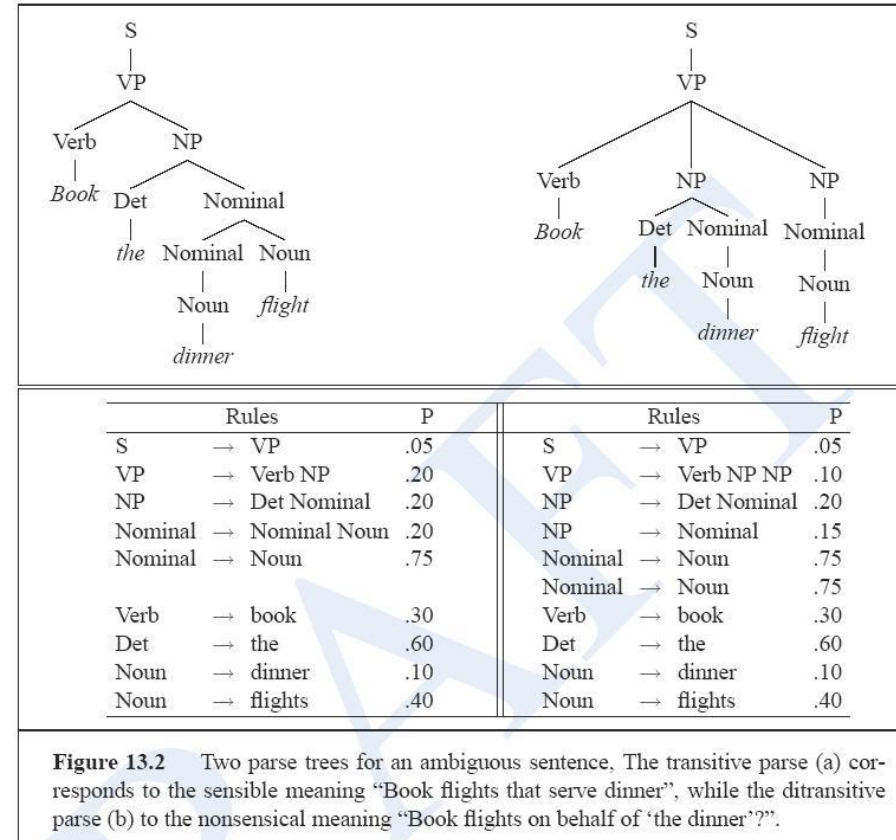 S
VP
Verb NP
Book Det Nominal
the Nominal Noun
Noun flight
dinner
S
VP
Verb NP NP
Book Det Nominal Nominal
the Noun Noun
dinner flight
Rules P
S → VP .05
VP → Verb NP .20
NP → Det Nominal .20
Nominal → Nominal Noun .20
Nominal → Noun .75
Verb → book .30
Det → the .60
Noun → dinner .10
Noun → flights .40
Rules P
S → VP .05
VP → Verb NP NP .10
NP → Det Nominal .20
NP → Nominal .15
Nominal → Noun .75
Nominal → Noun .75
Verb → book .30
Det → the .60
Noun → dinner .10
Noun → flights .40
Figure 13.2 Two parse trees for an ambiguous sentence, The transitive parse (a) cor-
responds to the sensible meaning “Book flights that serve dinner”, while the ditransitive
parse (b) to the nonsensical meaning “Book flights on behalf of ‘the dinner’?”.